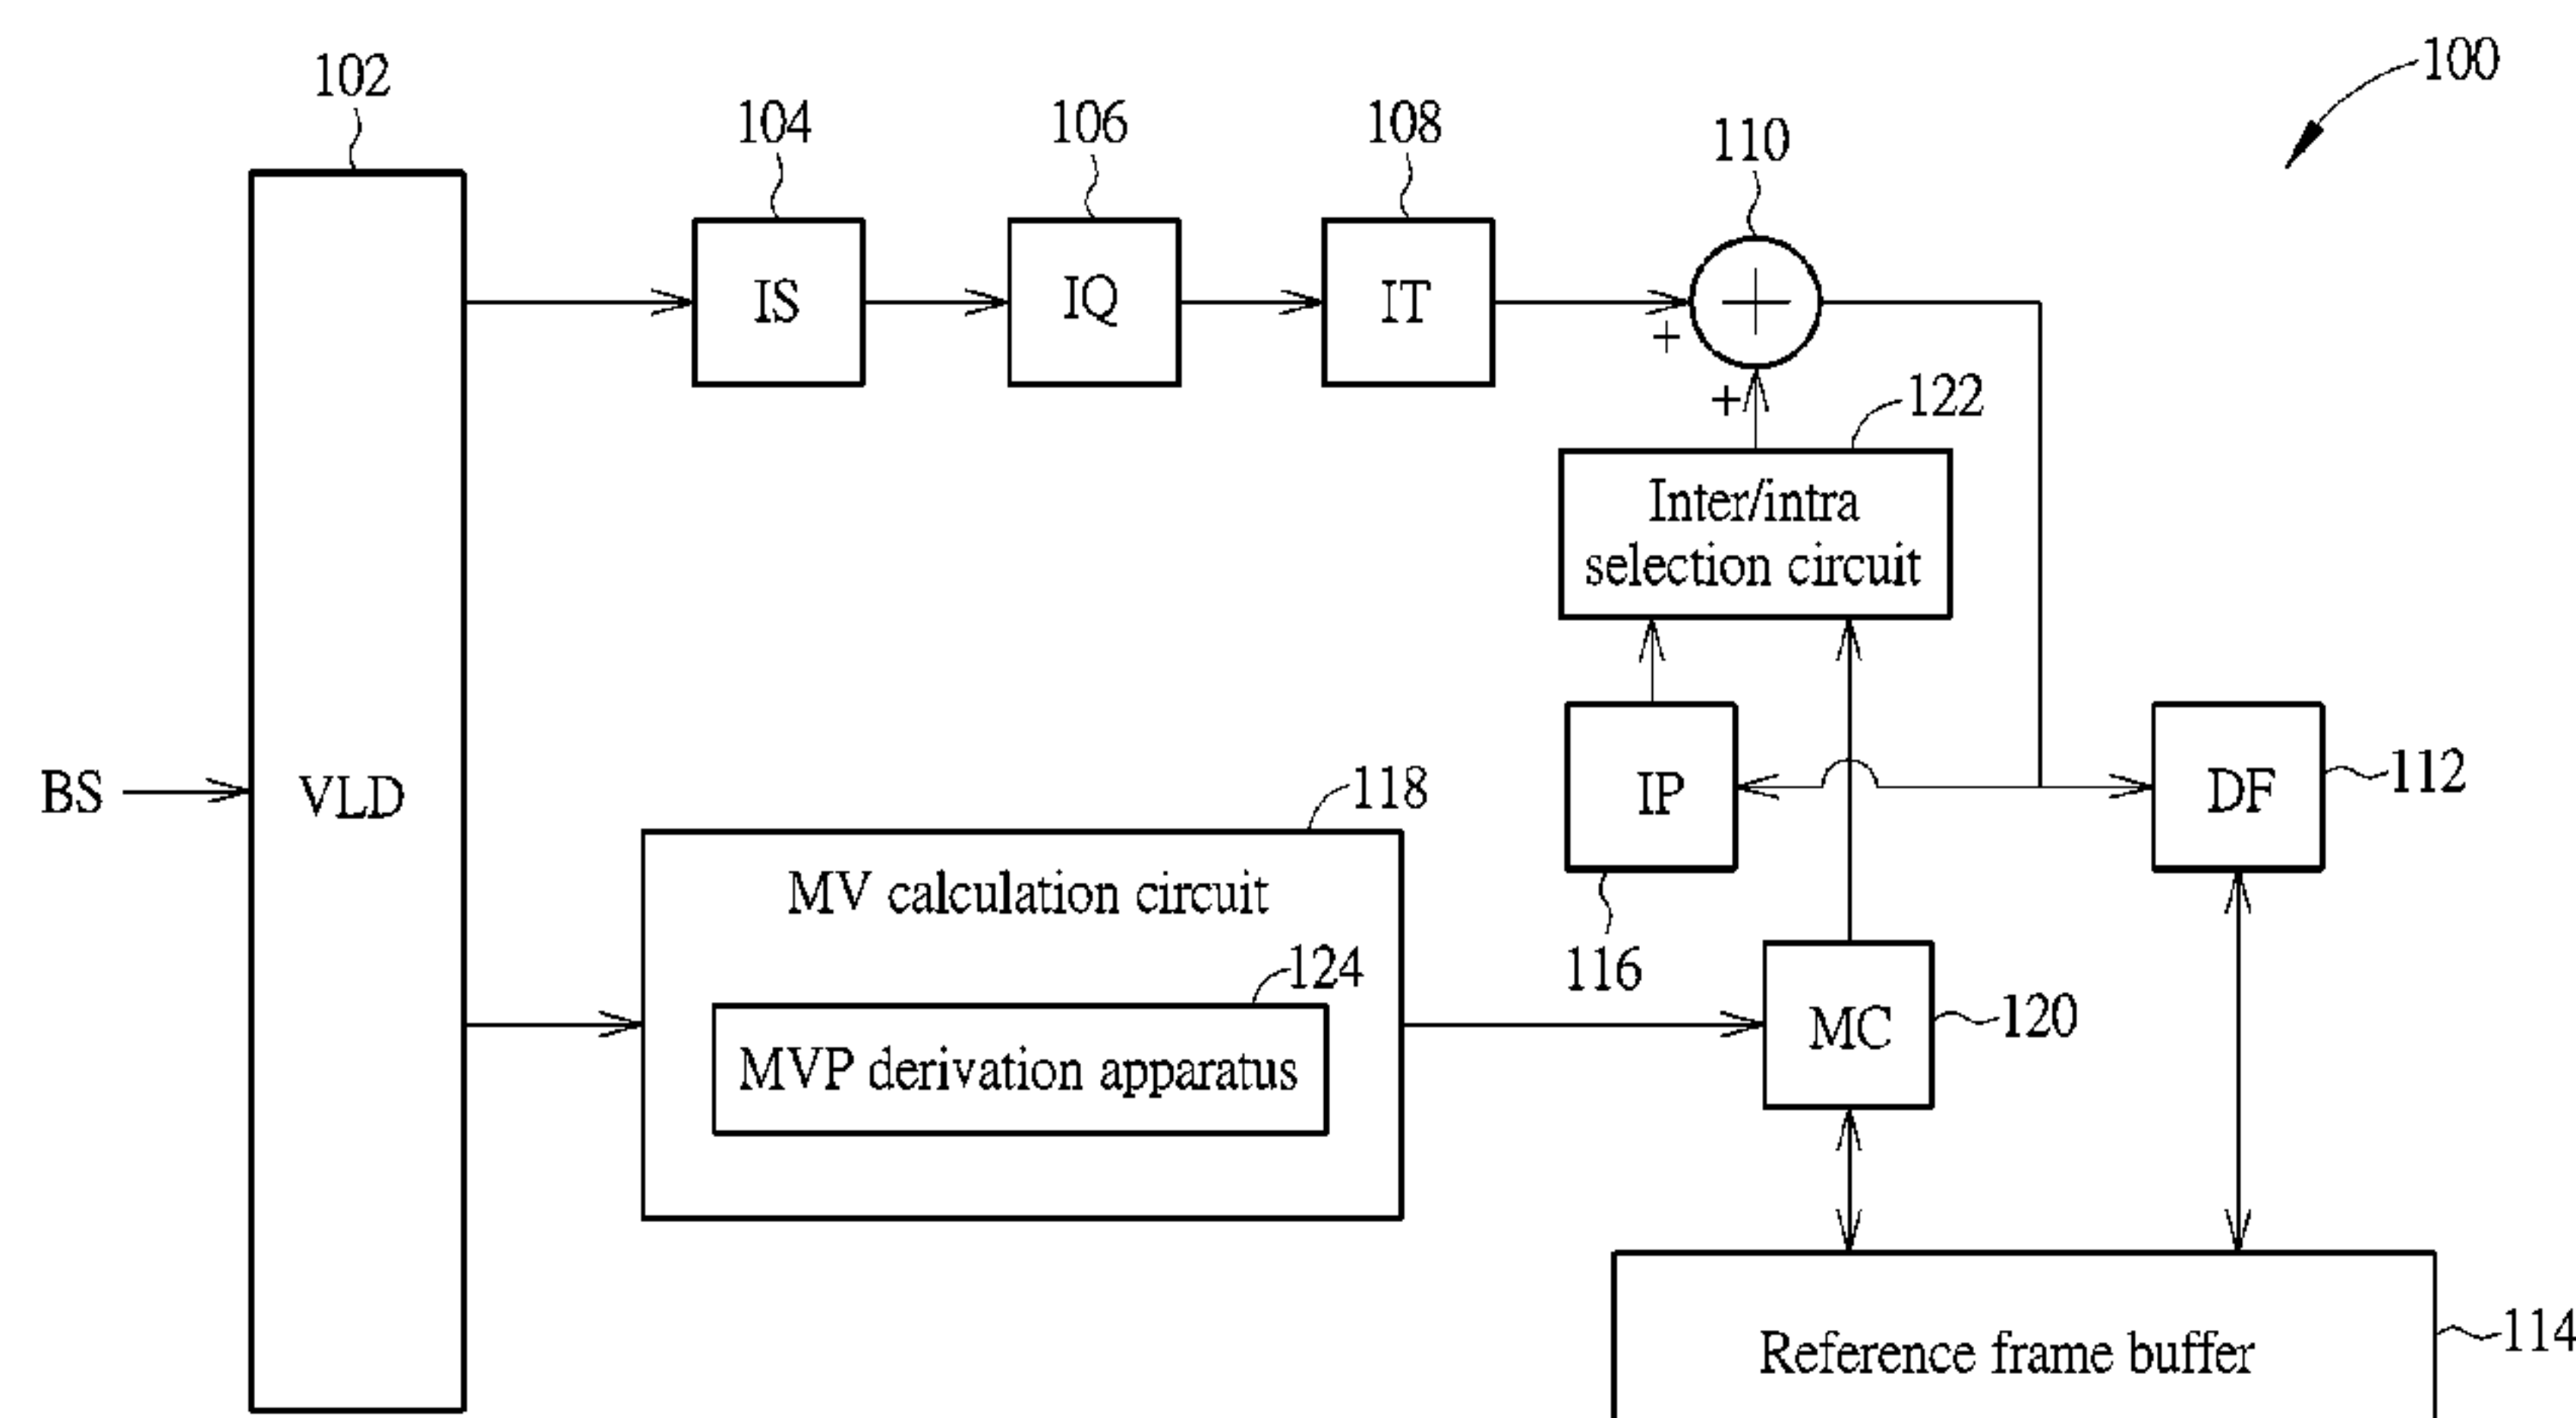 100
102
104
106
108
110
IS
IQ
IT
+
+
+
122
Inter/intra
selection circuit
BS
VLD
118
IP
DF
112
MV calculation circuit
116
124
MVP derivation apparatus
MC
120
Reference frame buffer
114